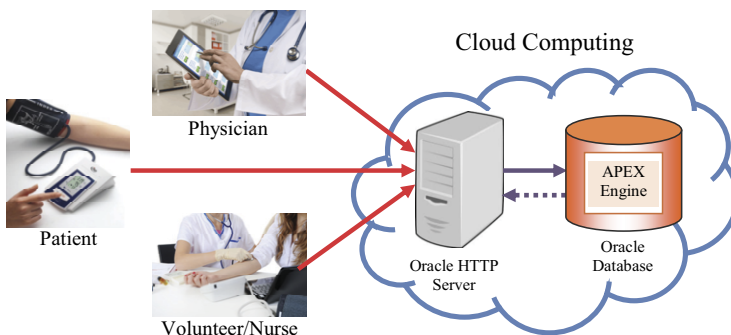 Cloud Computing
Physician
Patient
Volunteer/Nurse
Oracle HTTP
Server
APEX
Engine
Oracle
Database